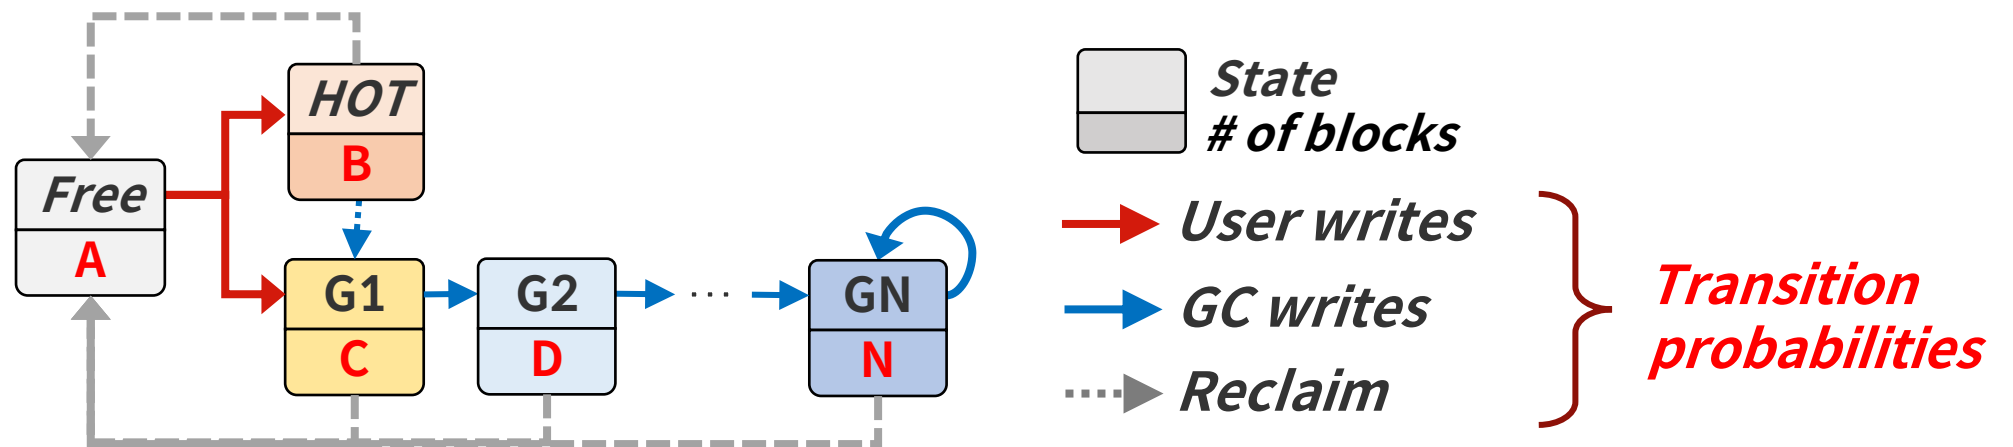 HOT
B
Free
A
G1
C
G2
D
...
GN
N
State
# of blocks
User writes
GC writes
Reclaim
Transition
probabilities